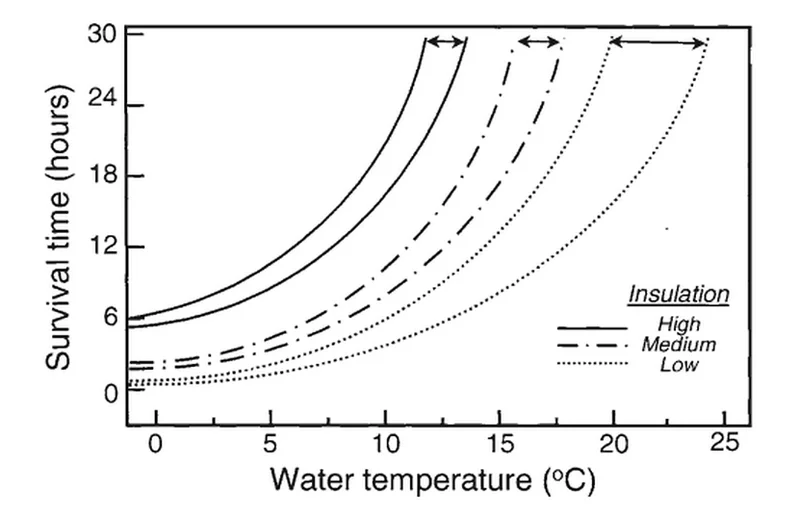 30
24
18
12
6
0
Survival time (hours)
Insulation
High
Medium
Low
0 5 10 15 20 25
Water temperature (ºC)